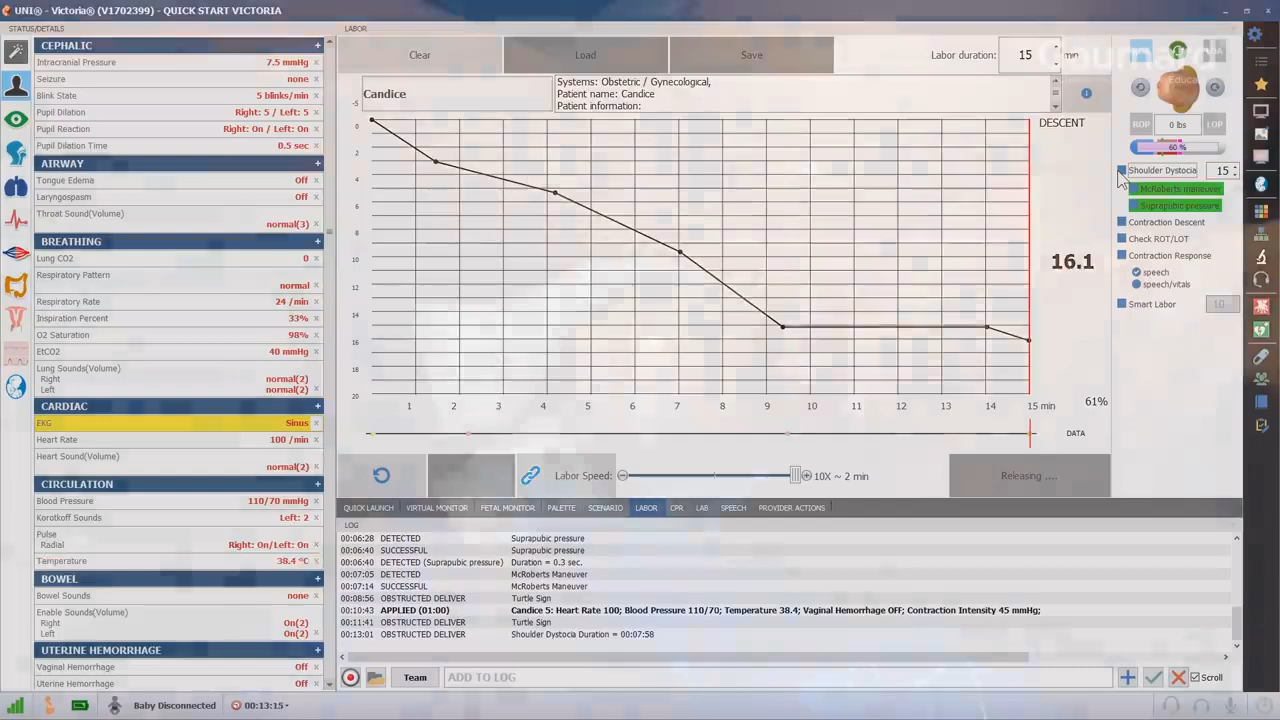 UNI® - Victoria® (V1702399) - QUICK START VICTORIA
STATUS/DETAILS
LABOR
CEPHALIC +
Intracranial Pressure 7.5 mmHg x
Seizure none x
Blink State 5 blinks/min x
Pupil Dilation Right: 5 / Left: 5 x
Pupil Reaction Right: On / Left: On x
Pupil Dilation Time 0.5 sec x
AIRWAY +
Tongue Edema Off x
Laryngospasm Off x
Throat Sound(Volume)
normal(3) x
BREATHING +
Lung CO2 0 x
Respiratory Pattern
normal x
Respiratory Rate 24 /min x
Inspiration Percent 33% x
O2 Saturation 98% x
EtCO2 40 mmHg x
Lung Sounds(Volume)
Right normal(2)
Left normal(2) x
CARDIAC +
EKG Sinus x
Heart Rate 100 /min x
Heart Sound(Volume)
normal(2) x
CIRCULATION +
Blood Pressure 110/70 mmHg x
Korotkoff Sounds Left: 2 x
Pulse
Radial Right: On/Left: On x
Temperature 38.4 °C x
BOWEL +
Bowel Sounds none x
Enable Sounds(Volume)
Right On(2)
Left On(2) x
UTERINE HEMORRHAGE +
Vaginal Hemorrhage Off x
Uterine Hemorrhage Off x
Clear Load Save Labor duration: 15
Candice
Systems: Obstetric / Gynecological,
Patient name: Candice
Patient information:
DESCENT
-5
0
2
4
6
8
10
12
14
16
18
20
16.1
61%
1 2 3 4 5 6 7 8 9 10 11 12 13 14 15 min
DATA
Labor Speed: 10X ~ 2 min
Releasing ....
Gaumard
Educa
ROP 0 lbs LOP
60 %
Shoulder Dystocia 15
McRoberts maneuver
Suprapubic pressure
Contraction Descent
Check ROT/LOT
Contraction Response
speech
speech/vitals
Smart Labor 10
QUICK LAUNCH VIRTUAL MONITOR FETAL MONITOR PALETTE SCENARIO LABOR CPR LAB SPEECH PROVIDER ACTIONS
LOG
00:06:28 DETECTED Suprapubic pressure
00:06:40 SUCCESSFUL Suprapubic pressure
00:06:40 DETECTED (Suprapubic pressure) Duration = 0.3 sec.
00:07:05 DETECTED McRoberts Maneuver
00:07:14 SUCCESSFUL McRoberts Maneuver
00:08:56 OBSTRUCTED DELIVER Turtle Sign
00:10:43 APPLIED (01:00) Candice 5: Heart Rate 100; Blood Pressure 110/70; Temperature 38.4; Vaginal Hemorrhage OFF; Contraction Intensity 45 mmHg;
00:11:41 OBSTRUCTED DELIVER Turtle Sign
00:13:01 OBSTRUCTED DELIVER Shoulder Dystocia Duration = 00:07:58
Team ADD TO LOG Scroll
Baby Disconnected 00:13:15